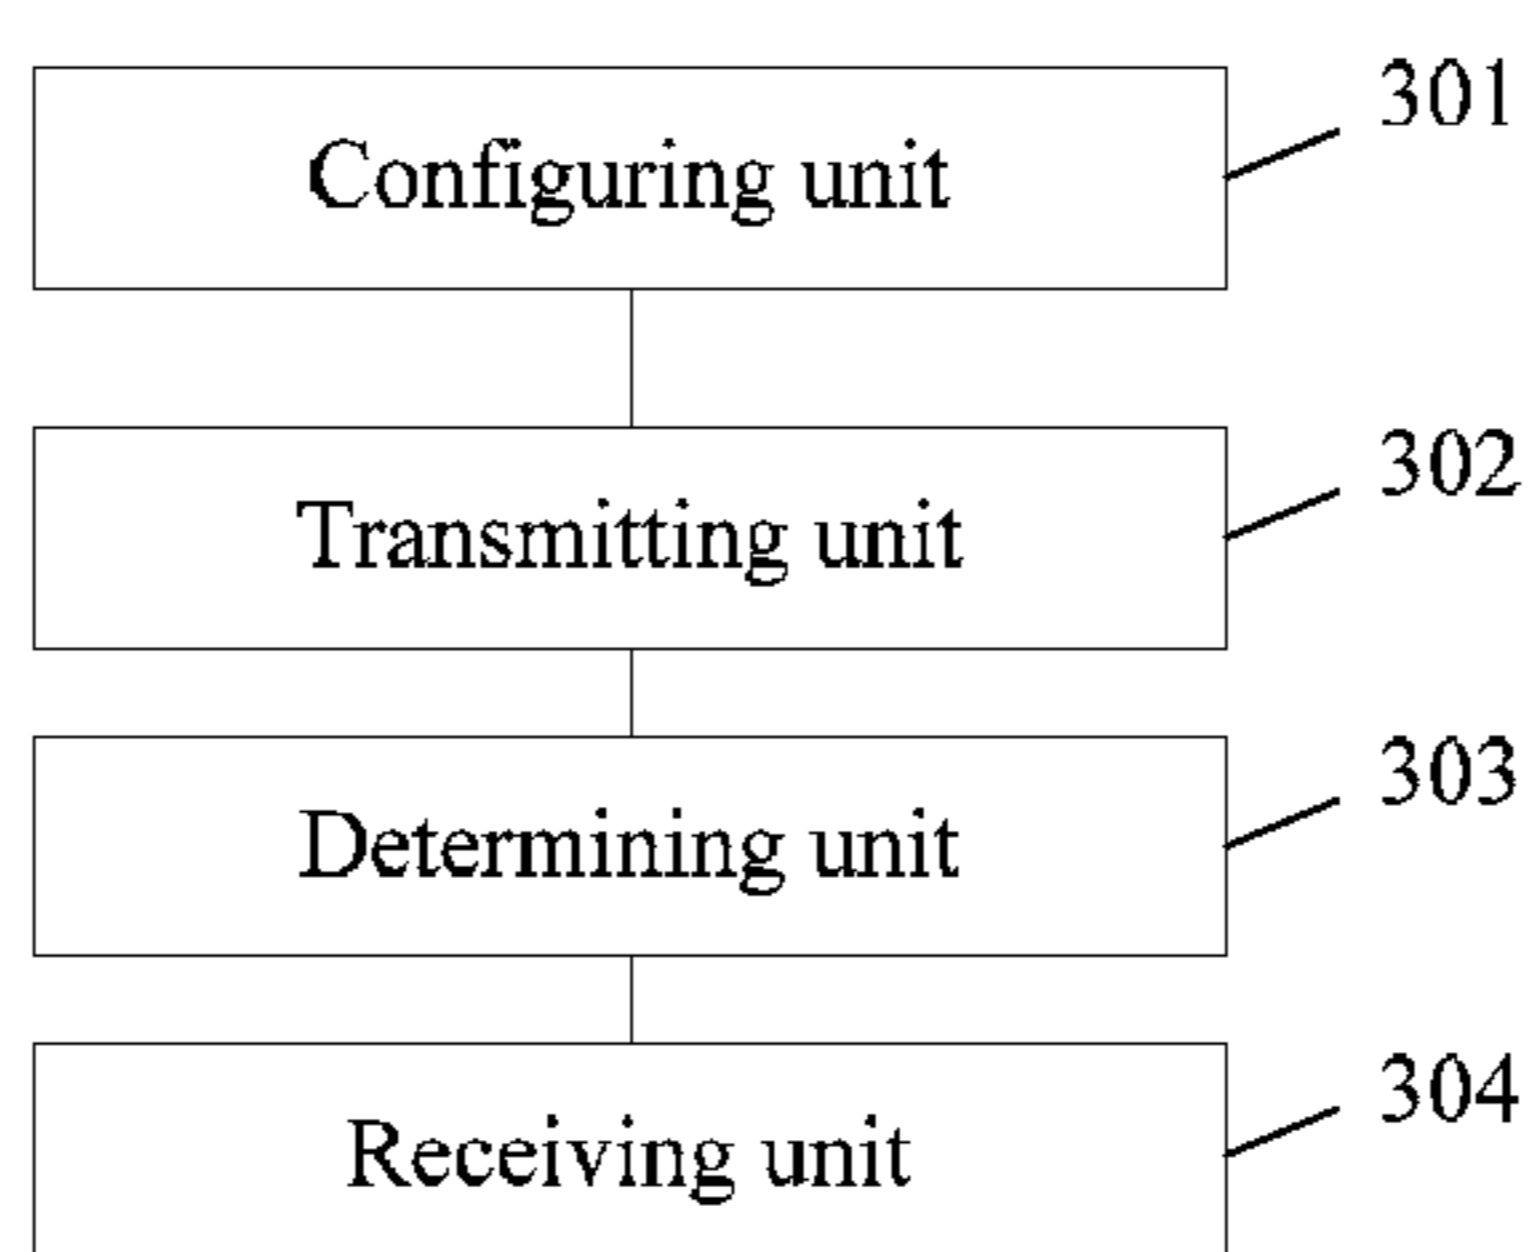 301
Configuring unit
302
Transmitting unit
303
Determining unit
304
Receiving unit